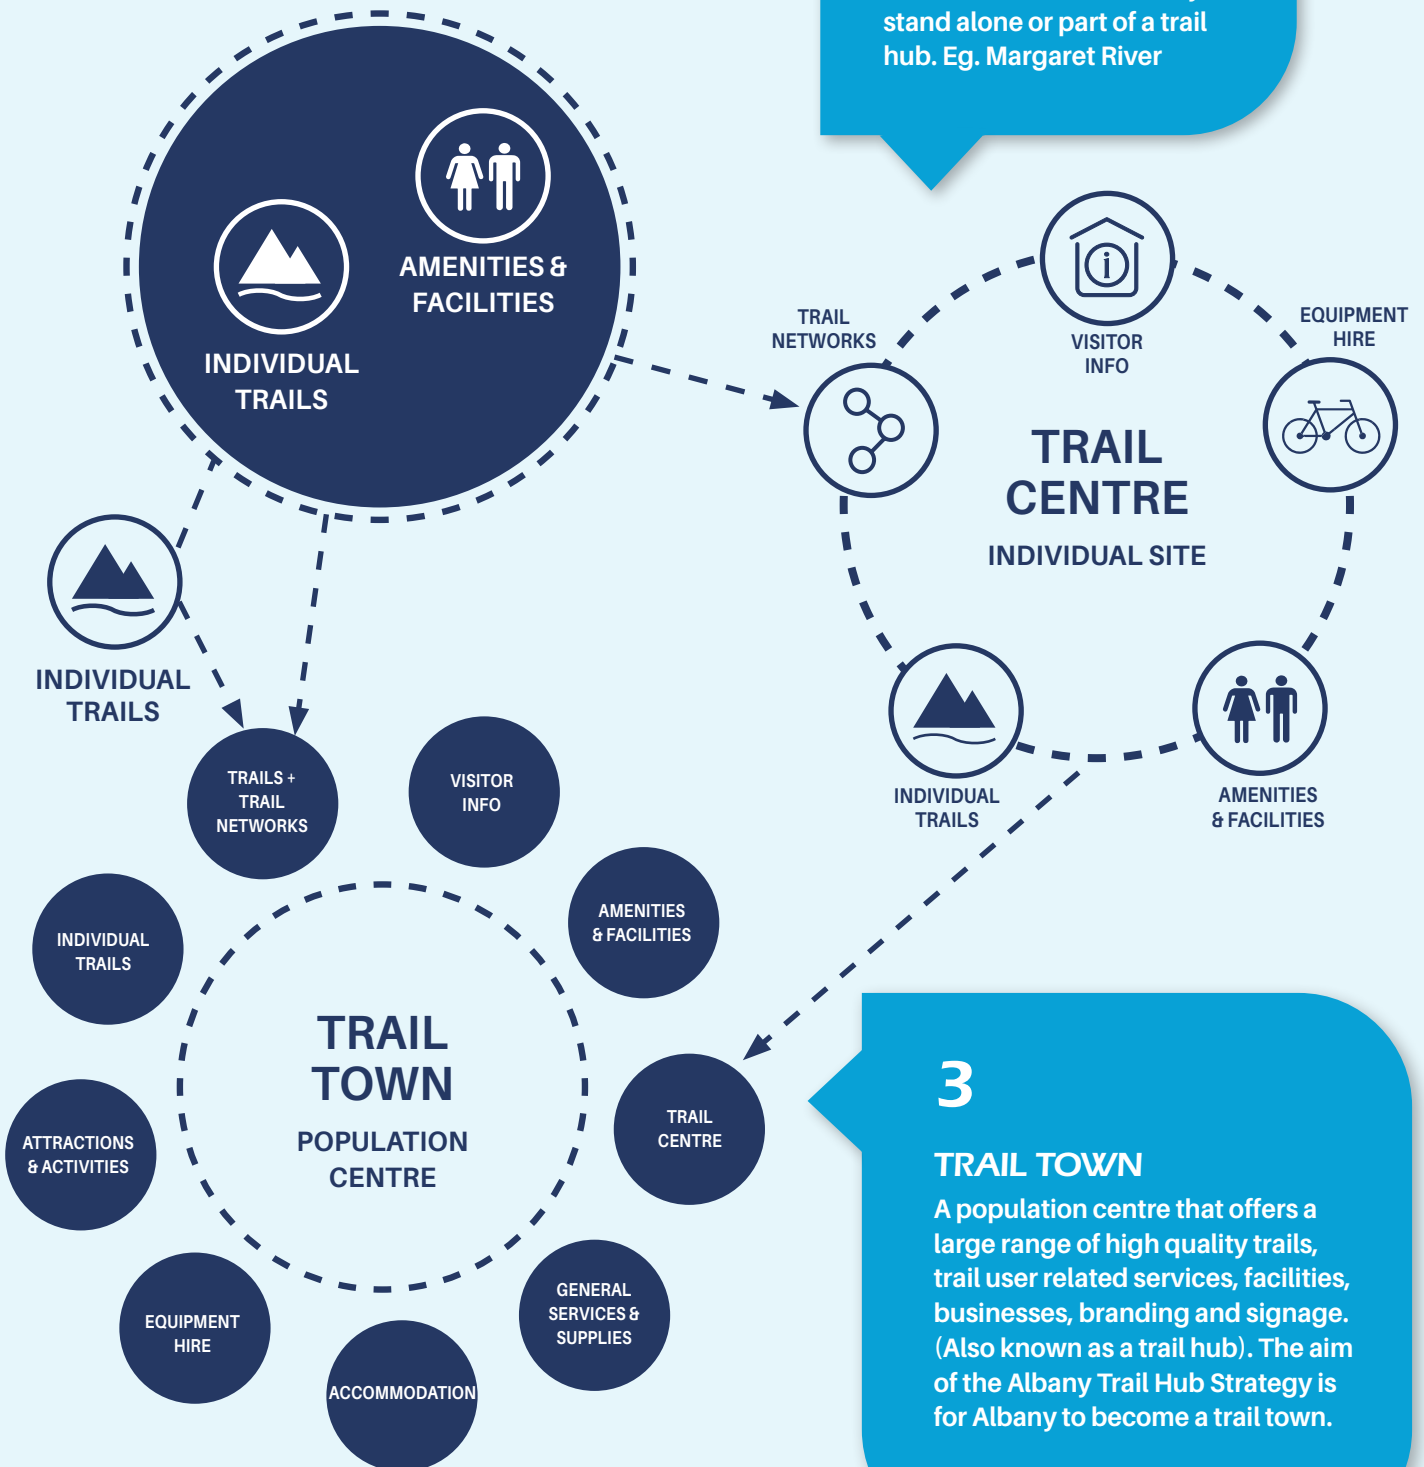 stand alone or part of a trail
hub. Eg. Margaret River
AMENITIES &
FACILITIES
INDIVIDUAL
TRAILS
TRAIL
NETWORKS
VISITOR
INFO
EQUIPMENT
HIRE
TRAIL
CENTRE
INDIVIDUAL SITE
INDIVIDUAL
TRAILS
AMENITIES
& FACILITIES
INDIVIDUAL
TRAILS
TRAILS +
TRAIL
NETWORKS
VISITOR
INFO
AMENITIES
& FACILITIES
INDIVIDUAL
TRAILS
TRAIL
TOWN
POPULATION
CENTRE
TRAIL
CENTRE
ATTRACTIONS
& ACTIVITIES
GENERAL
SERVICES &
SUPPLIES
EQUIPMENT
HIRE
ACCOMMODATION
3
TRAIL TOWN
A population centre that offers a
large range of high quality trails,
trail user related services, facilities,
businesses, branding and signage.
(Also known as a trail hub). The aim
of the Albany Trail Hub Strategy is
for Albany to become a trail town.